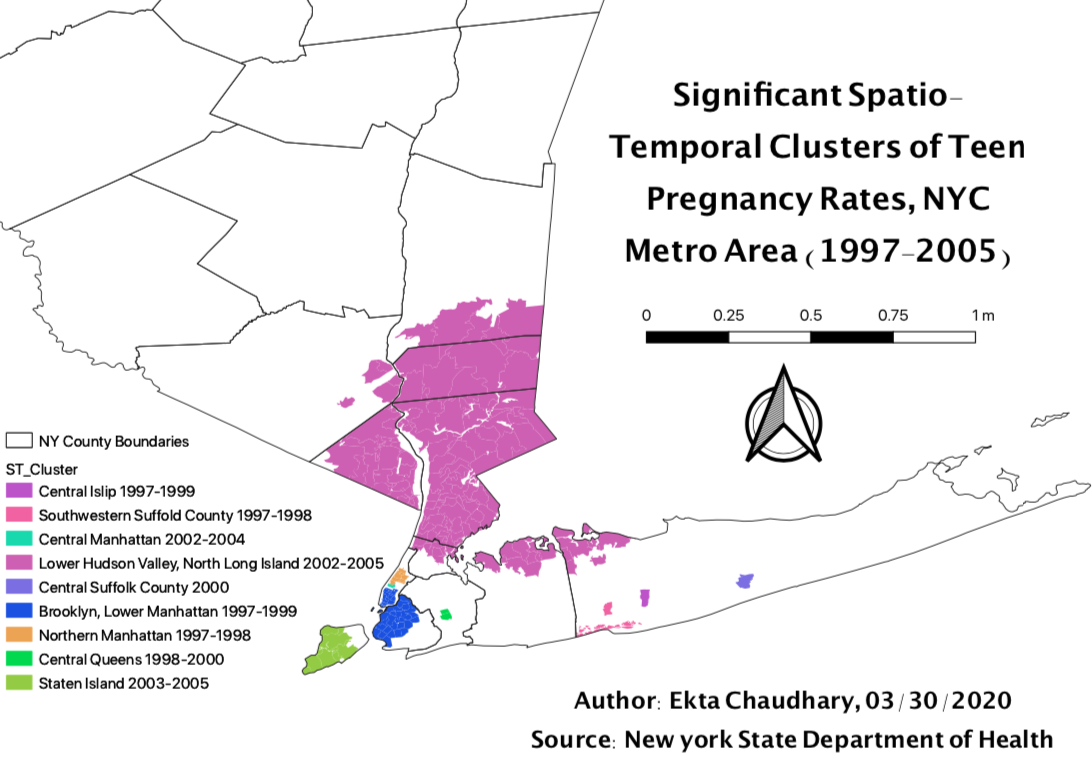 Significant Spatio-
Temporal Clusters of Teen
Pregnancy Rates, NYC
Metro Area (1997-2005)
0 0.25 0.5 0.75 1 m
NY County Boundaries
ST_Cluster
Central Islip 1997-1999
Southwestern Suffold County 1997-1998
Central Manhattan 2002-2004
Lower Hudson Valley, North Long Island 2002-2005
Central Suffolk County 2000
Brooklyn, Lower Manhattan 1997-1999
Northern Manhattan 1997-1998
Central Queens 1998-2000
Staten Island 2003-2005
Author: Ekta Chaudhary, 03/30/2020
Source: New york State Department of Health